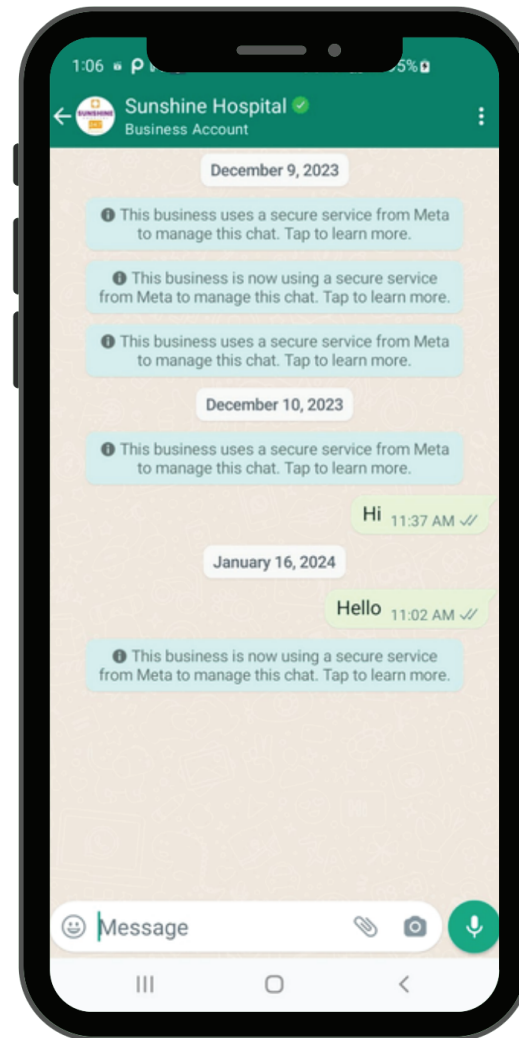 1:06
5%
Sunshine Hospital
Business Account
December 9, 2023
This business uses a secure service from Meta
to manage this chat. Tap to learn more.
This business is now using a secure service
from Meta to manage this chat. Tap to learn more.
This business uses a secure service from Meta
to manage this chat. Tap to learn more.
December 10, 2023
This business uses a secure service from Meta
to manage this chat. Tap to learn more.
Hi 11:37 AM
January 16, 2024
Hello 11:02 AM
This business is now using a secure service
from Meta to manage this chat. Tap to learn more.
Message